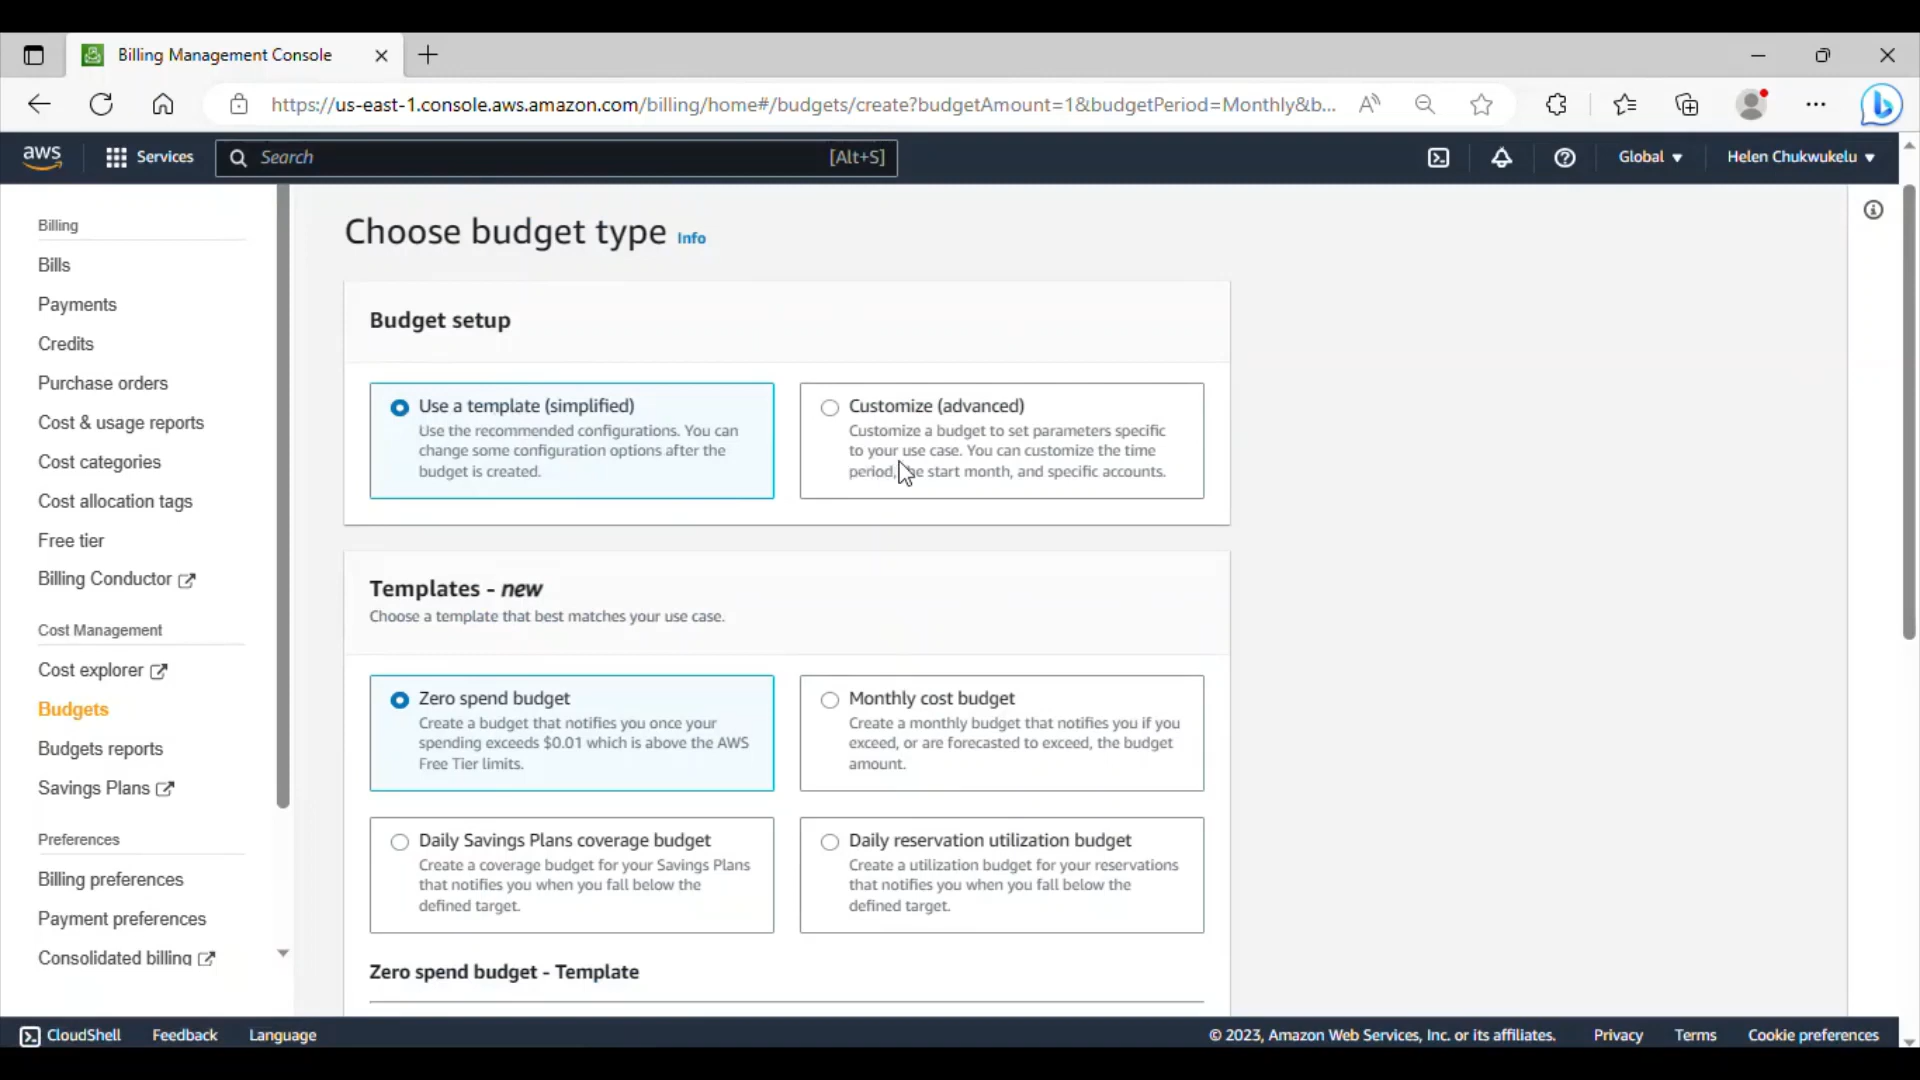 Billing Management Console
https://us-east-1.console.aws.amazon.com/billing/home#/budgets/create?budgetAmount=1&budgetPeriod=Monthly&b...
aws
Services
Search
[Alt+S]
Global
Helen Chukwukelu
Billing
Bills
Payments
Credits
Purchase orders
Cost & usage reports
Cost categories
Cost allocation tags
Free tier
Billing Conductor
Cost Management
Cost explorer
Budgets
Budgets reports
Savings Plans
Preferences
Billing preferences
Payment preferences
Consolidated billing
Choose budget type Info
Budget setup
Use a template (simplified)
Use the recommended configurations. You can
change some configuration options after the
budget is created.
Customize (advanced)
Customize a budget to set parameters specific
to your use case. You can customize the time
period, start month, and specific accounts.
Templates - new
Choose a template that best matches your use case.
Zero spend budget
Create a budget that notifies you once your
spending exceeds $0.01 which is above the AWS
Free Tier limits.
Monthly cost budget
Create a monthly budget that notifies you if you
exceed, or are forecasted to exceed, the budget
amount.
Daily Savings Plans coverage budget
Create a coverage budget for your Savings Plans
that notifies you when you fall below the
defined target.
Daily reservation utilization budget
Create a utilization budget for your reservations
that notifies you when you fall below the
defined target.
Zero spend budget - Template
CloudShell
Feedback
Language
© 2023, Amazon Web Services, Inc. or its affiliates.
Privacy
Terms
Cookie preferences